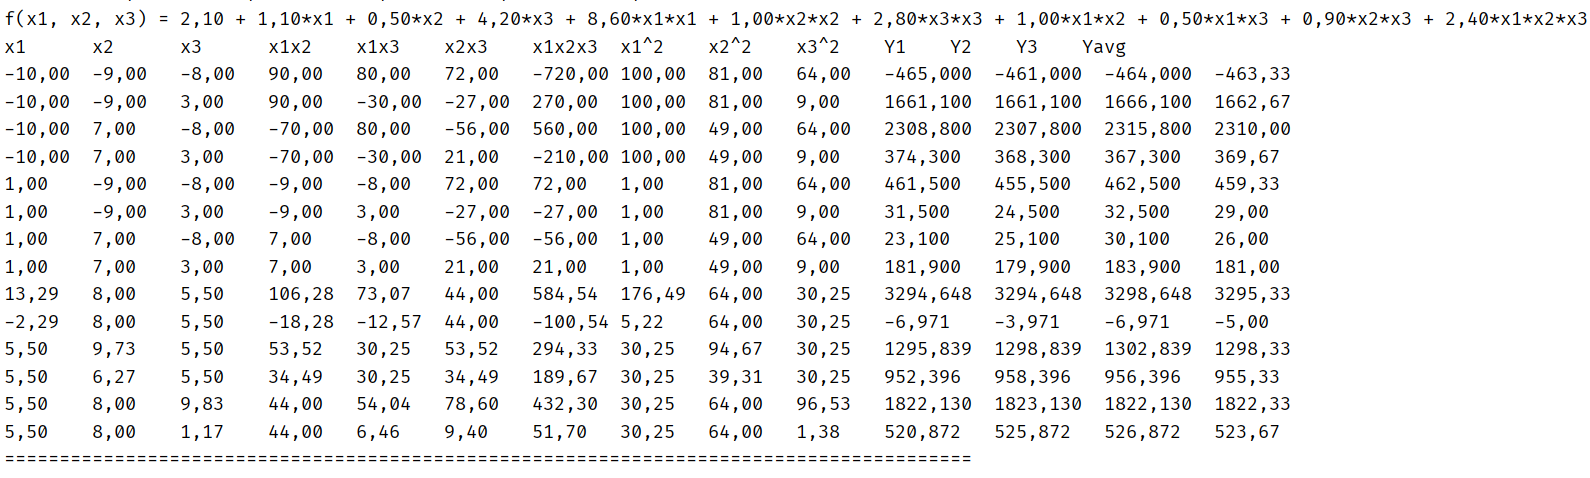 f(x1, x2, x3) = 2,10 + 1,10*x1 + 0,50*x2 + 4,20*x3 + 8,60*x1*x1 + 1,00*x2*x2 + 2,80*x3*x3 + 1,00*x1*x2 + 0,50*x1*x3 + 0,90*x2*x3 + 2,40*x1*x2*x3
x1 x2 x3 x1x2 x1x3 x2x3 x1x2x3 x1^2 x2^2 x3^2 Y1 Y2 Y3 Yavg
-10,00 -9,00 -8,00 90,00 80,00 72,00 -720,00 100,00 81,00 64,00 -465,000 -461,000 -464,000 -463,33
-10,00 -9,00 3,00 90,00 -30,00 -27,00 270,00 100,00 81,00 9,00 1661,100 1661,100 1666,100 1662,67
-10,00 7,00 -8,00 -70,00 80,00 -56,00 560,00 100,00 49,00 64,00 2308,800 2307,800 2315,800 2310,00
-10,00 7,00 3,00 -70,00 -30,00 21,00 -210,00 100,00 49,00 9,00 374,300 368,300 367,300 369,67
1,00 -9,00 -8,00 -9,00 -8,00 72,00 72,00 1,00 81,00 64,00 461,500 455,500 462,500 459,33
1,00 -9,00 3,00 -9,00 3,00 -27,00 -27,00 1,00 81,00 9,00 31,500 24,500 32,500 29,00
1,00 7,00 -8,00 7,00 -8,00 -56,00 -56,00 1,00 49,00 64,00 23,100 25,100 30,100 26,00
1,00 7,00 3,00 7,00 3,00 21,00 21,00 1,00 49,00 9,00 181,900 179,900 183,900 181,00
13,29 8,00 5,50 106,28 73,07 44,00 584,54 176,49 64,00 30,25 3294,648 3294,648 3298,648 3295,33
-2,29 8,00 5,50 -18,28 -12,57 44,00 -100,54 5,22 64,00 30,25 -6,971 -3,971 -6,971 -5,00
5,50 9,73 5,50 53,52 30,25 53,52 294,33 30,25 94,67 30,25 1295,839 1298,839 1302,839 1298,33
5,50 6,27 5,50 34,49 30,25 34,49 189,67 30,25 39,31 30,25 952,396 958,396 956,396 955,33
5,50 8,00 9,83 44,00 54,04 78,60 432,30 30,25 64,00 96,53 1822,130 1823,130 1822,130 1822,33
5,50 8,00 1,17 44,00 6,46 9,40 51,70 30,25 64,00 1,38 520,872 525,872 526,872 523,67
========================================================================================